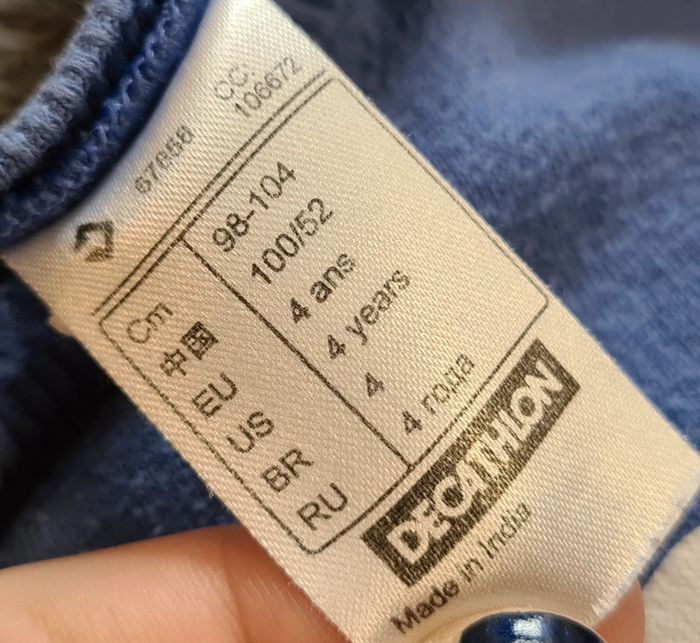 CC:
106672
Cm 98-104
中国 100/52
EU 4 ans
US 4 years
BR 4
RU 4 года
DECATHLON
Made in India